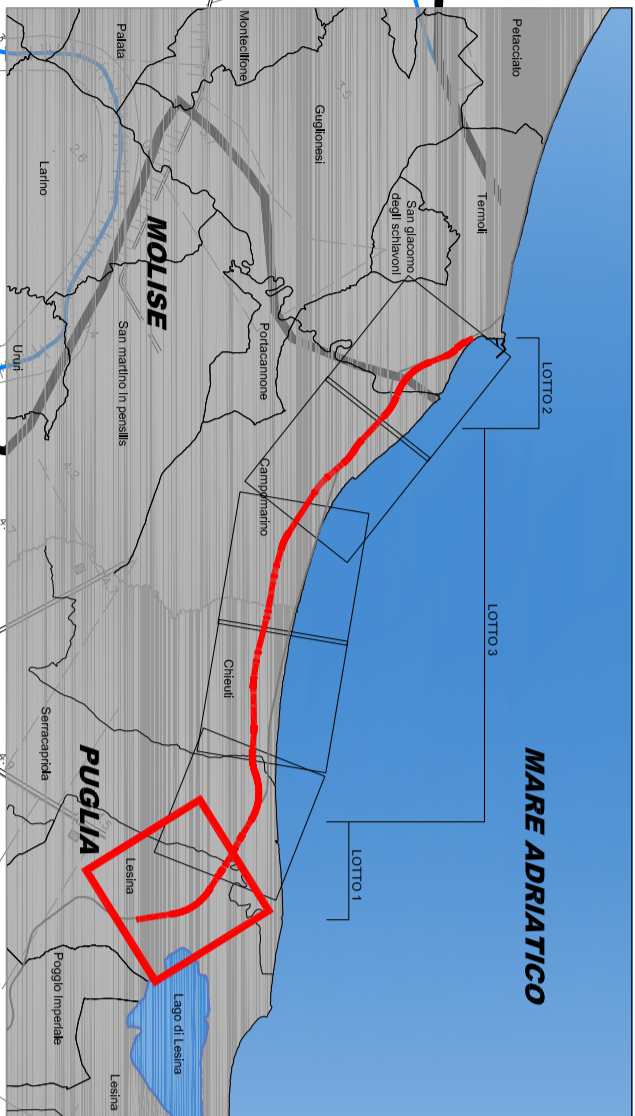 Petacciato
Montecilfone
Palata
Guglionesi
Termoli
San giacomo
degli schiavoni
Larino
MOLISE
Portacannone
San martino in pensilis
Ururi
LOTTO 2
Campomarino
LOTTO 3
Chieuti
Serracapriola
PUGLIA
MARE ADRIATICO
LOTTO 1
Lesina
Lago di Lesina
Poggio Imperiale
Lesina